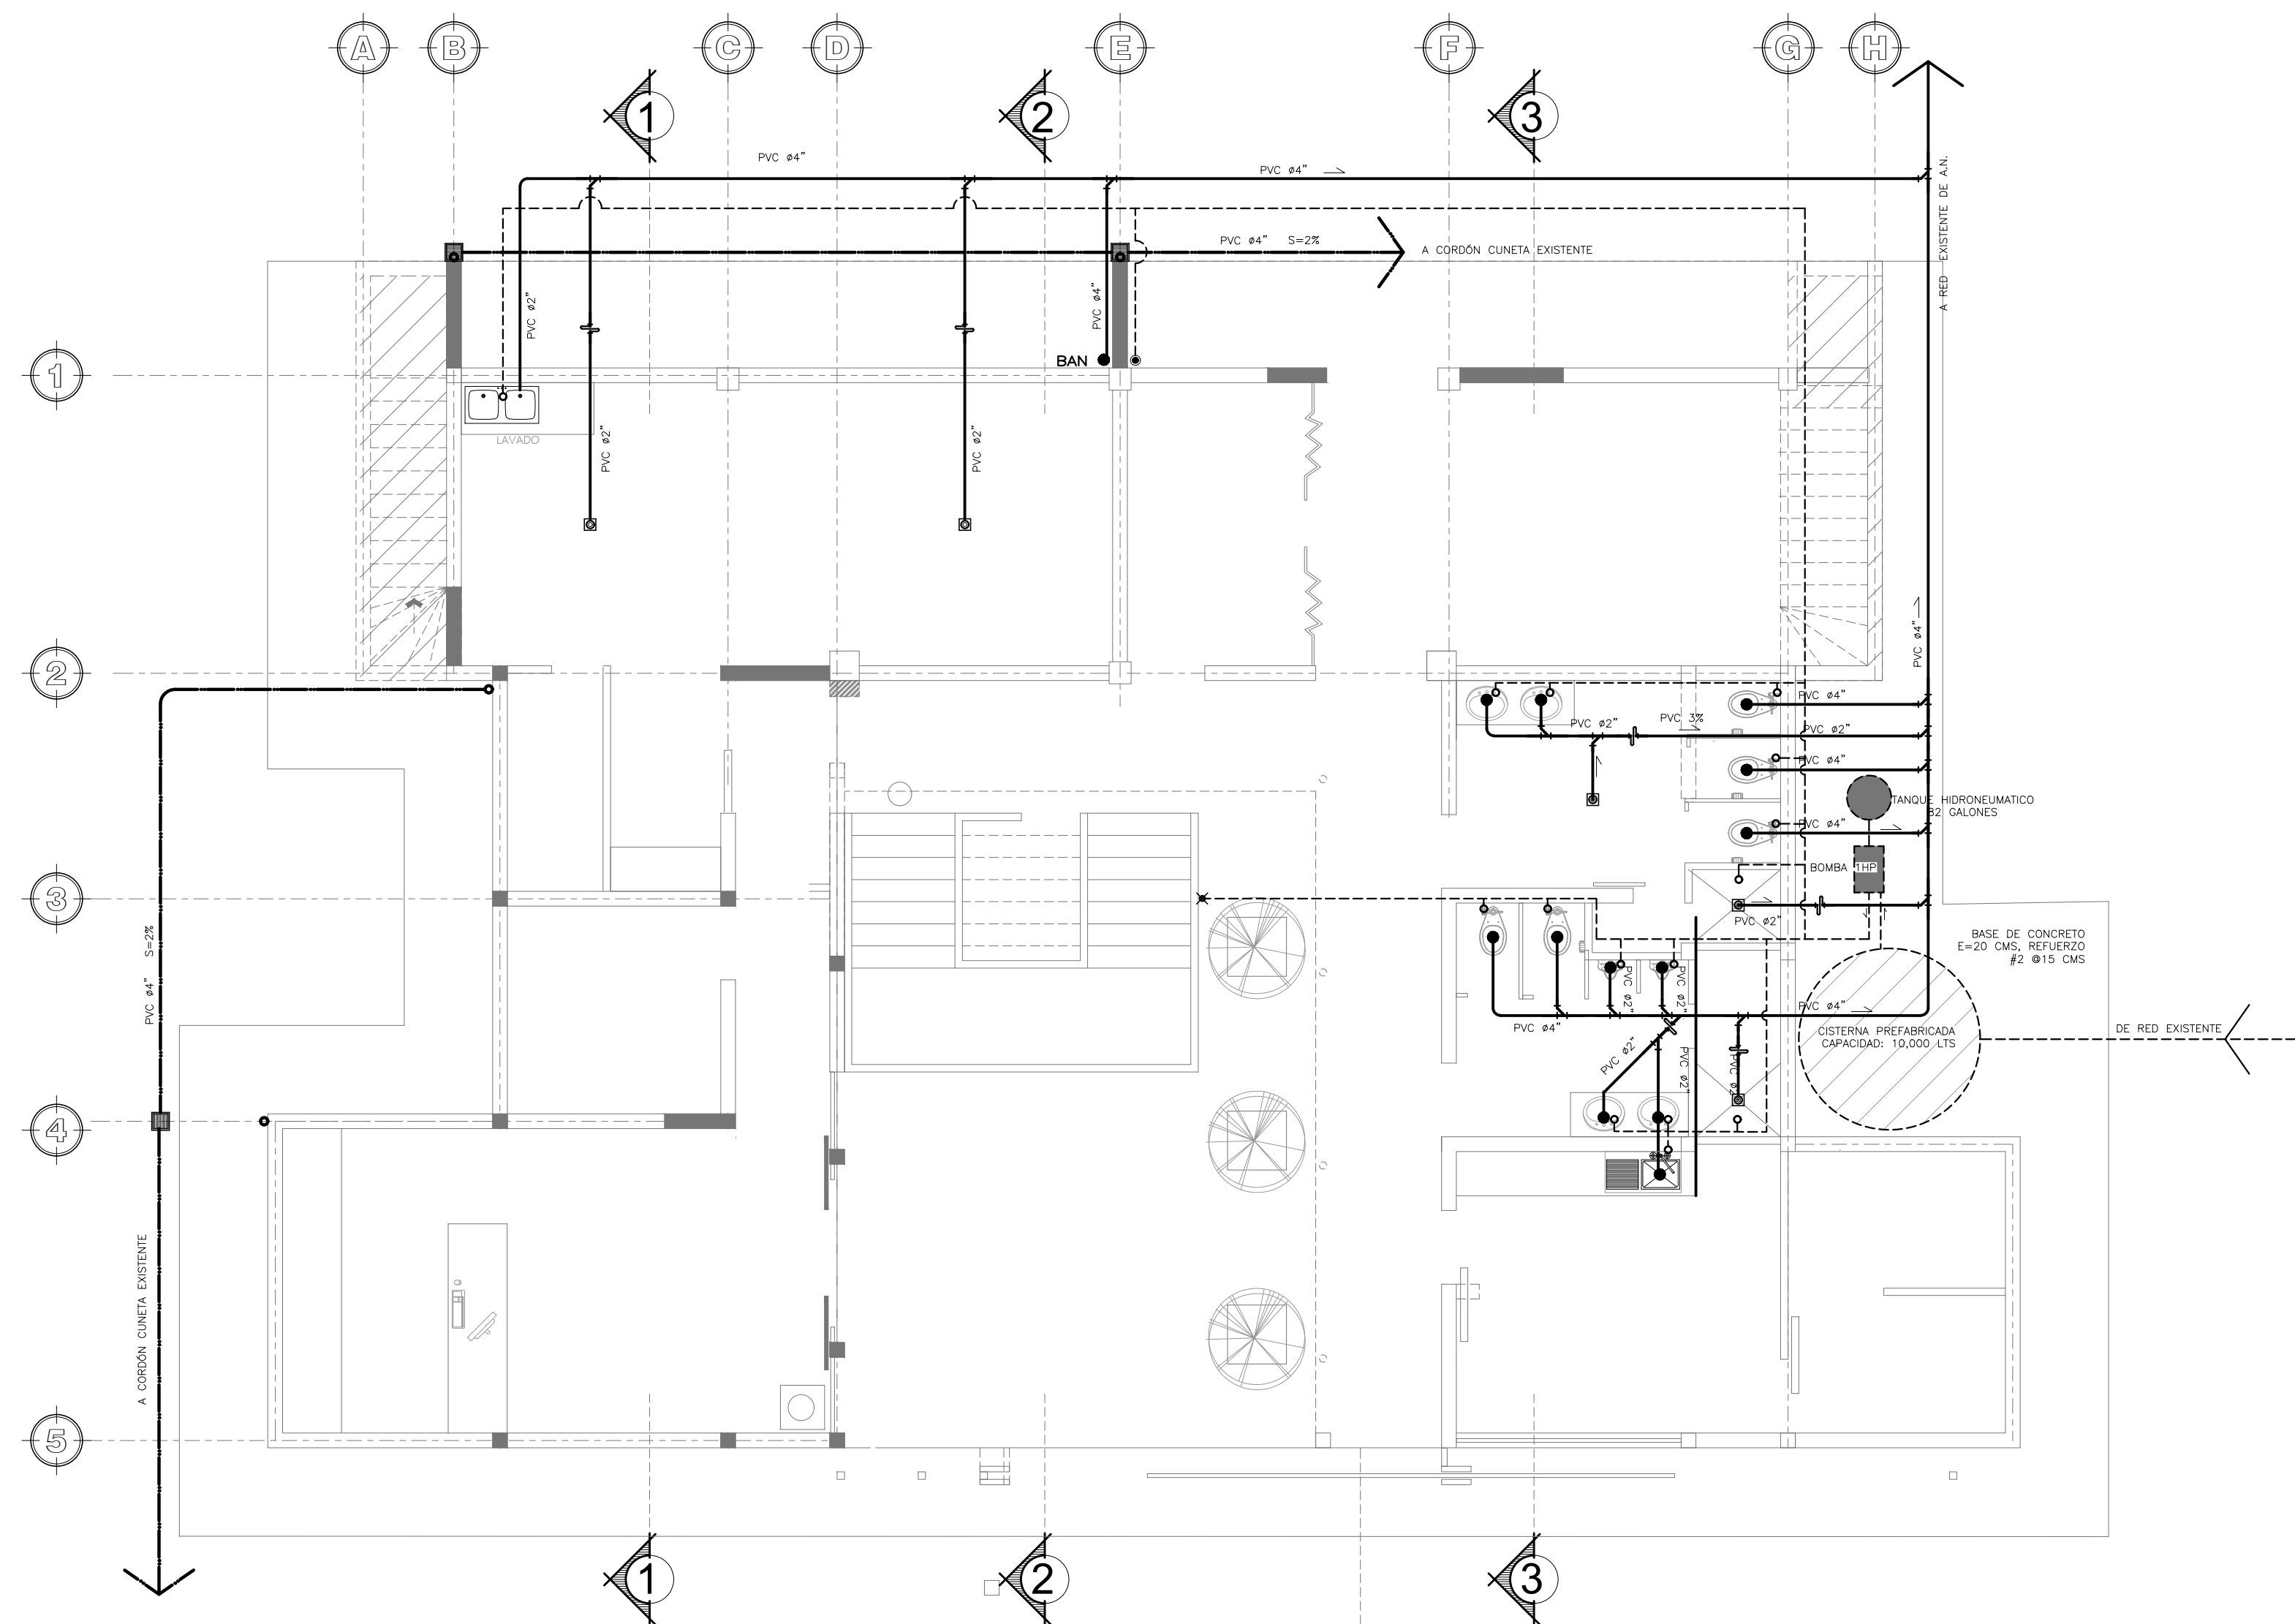 A
B
C
D
E
F
G
H
1
2
3
PVC ø4"
PVC ø4"
A RED EXISTENTE DE A.N.
PVC ø4" S=2%
A CORDÓN CUNETA EXISTENTE
PVC ø2"
PVC ø4"
BAN
1
LAVADO
PVC ø2"
PVC ø2"
PVC ø4"
2
PVC ø4"
PVC ø2"
PVC 3%
PVC ø2"
PVC ø4"
TANQUE HIDRONEUMATICO
82 GALONES
PVC ø4"
BOMBA 1HP
3
PVC ø2"
BASE DE CONCRETO
E=20 CMS, REFUERZO
#2 @15 CMS
PVC ø4" S=2%
PVC ø2"
PVC ø2"
PVC ø4"
PVC ø4"
DE RED EXISTENTE
CISTERNA PREFABRICADA
CAPACIDAD: 10,000 LTS
PVC ø2"
PVC ø2"
PVC ø2"
4
A CORDÓN CUNETA EXISTENTE
5
1
2
3